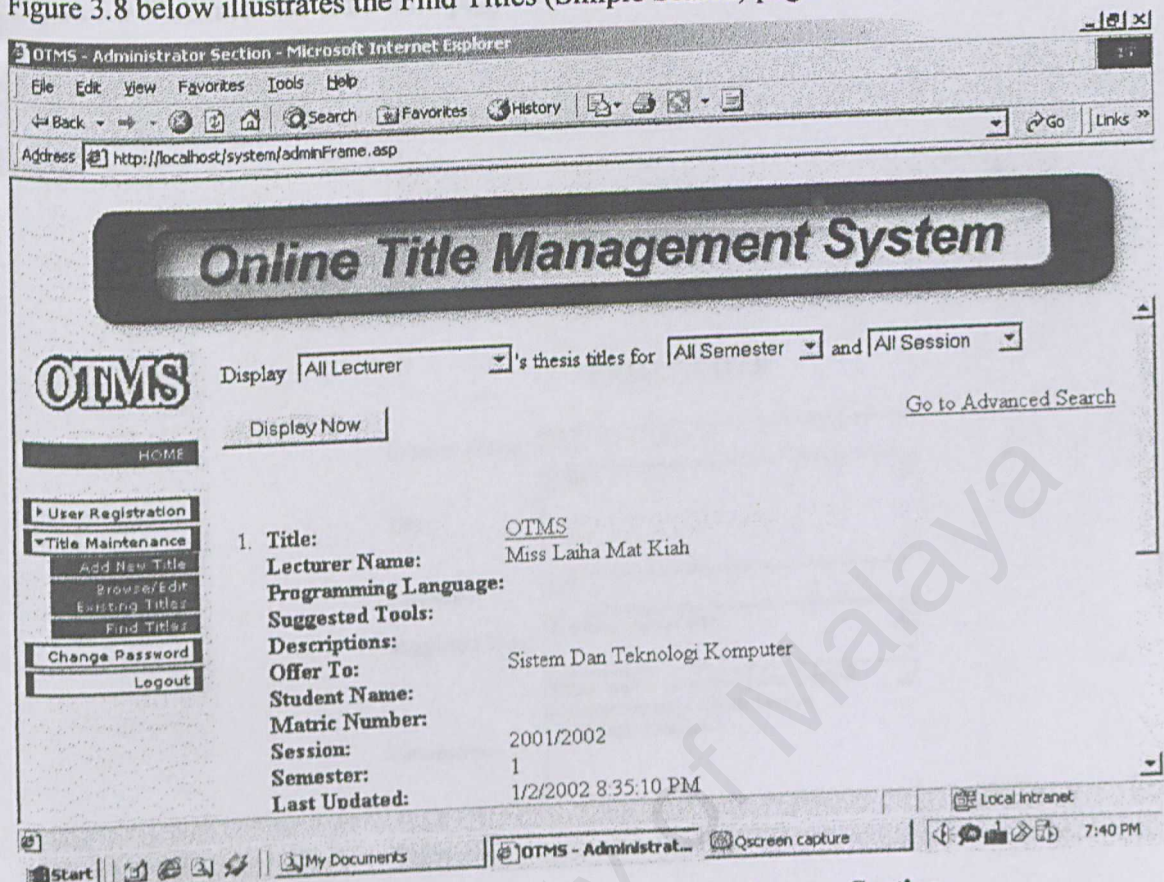 Figure 3.8 below illustrates the Find Titles (Simple
OTMS - Administrator Section - Microsoft Internet Explorer
File Edit View Favorites Tools Help
Back Search Favorites History Go Links »
Address http://localhost/system/adminFrame.asp
Online Title Management System
OTMS
Display All Lecturer 's thesis titles for All Semester and All Session
Go to Advanced Search
Display Now
HOME
User Registration
Title Maintenance
Add New Title
Browse/Edit
Existing Titles
Find Titles
Change Password
Logout
1. Title: OTMS
Lecturer Name: Miss Laiha Mat Kiah
Programming Language:
Suggested Tools:
Descriptions:
Offer To: Sistem Dan Teknologi Komputer
Student Name:
Matric Number:
Session: 2001/2002
Semester: 1
Last Updated: 1/2/2002 8:35:10 PM
Local intranet
Start My Documents OTMS - Administrat... Qscreen capture 7:40 PM
of Malaya